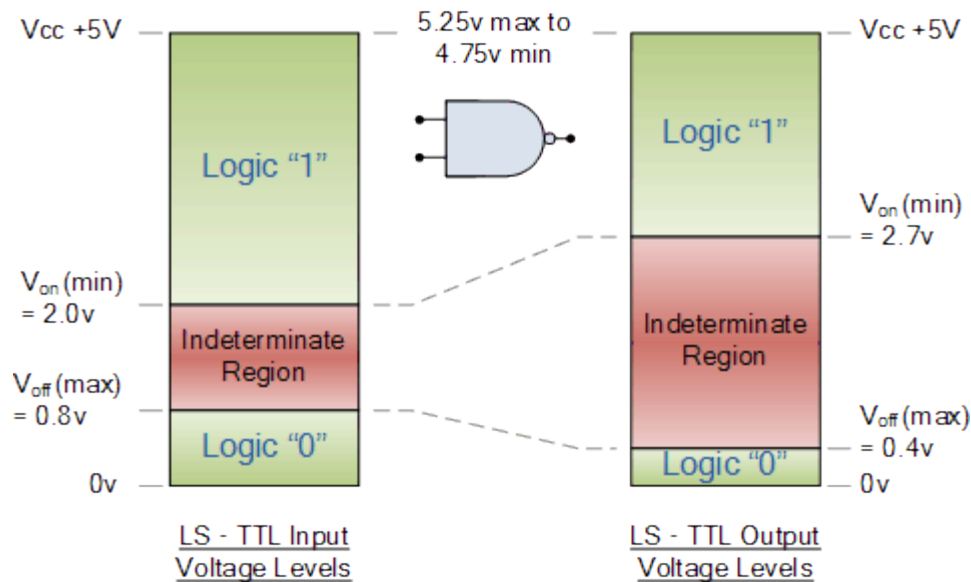 Vcc +5V
5.25v max to
4.75v min
Vcc +5V
Logic “1”
Logic “1”
Von (min)
= 2.7v
Von (min)
= 2.0v
Indeterminate
Region
Indeterminate
Region
Voff (max)
= 0.8v
Voff (max)
= 0.4v
Logic “0”
Logic “0”
0v
0v
LS - TTL Input
Voltage Levels
LS - TTL Output
Voltage Levels